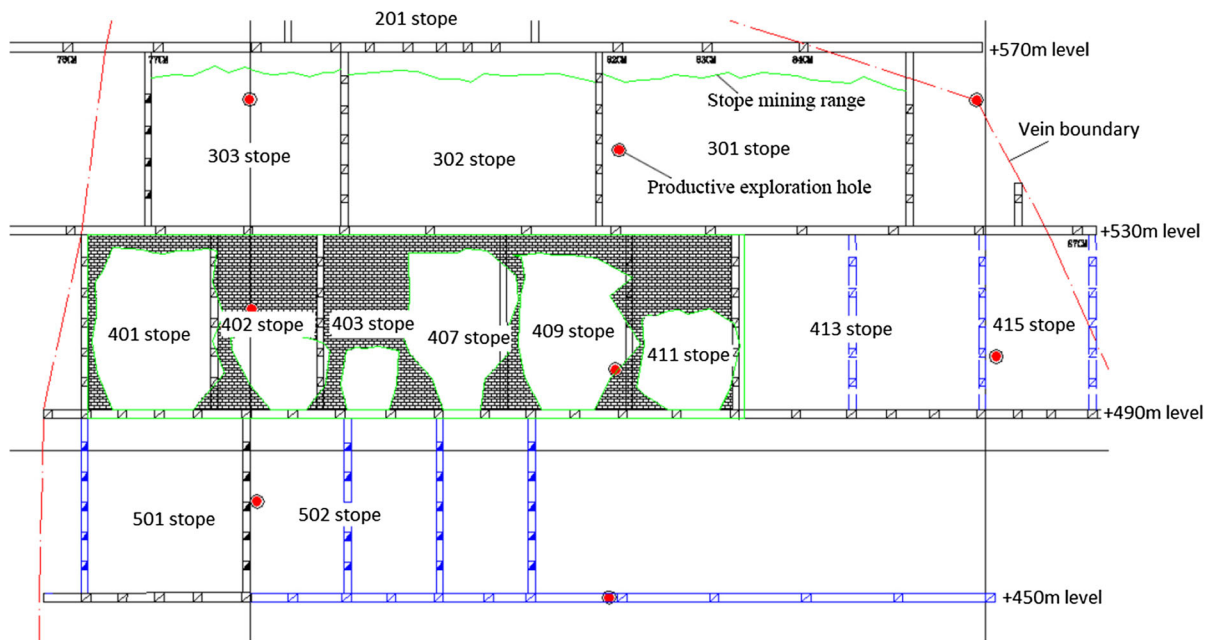 201 stope
+570m level
78CM
77CM
82CM
83CM
84CM
Stope mining range
Vein boundary
303 stope
302 stope
301 stope
Productive exploration hole
+530m level
87CM
401 stope
402 stope
403 stope
407 stope
409 stope
411 stope
413 stope
415 stope
+490m level
501 stope
502 stope
+450m level